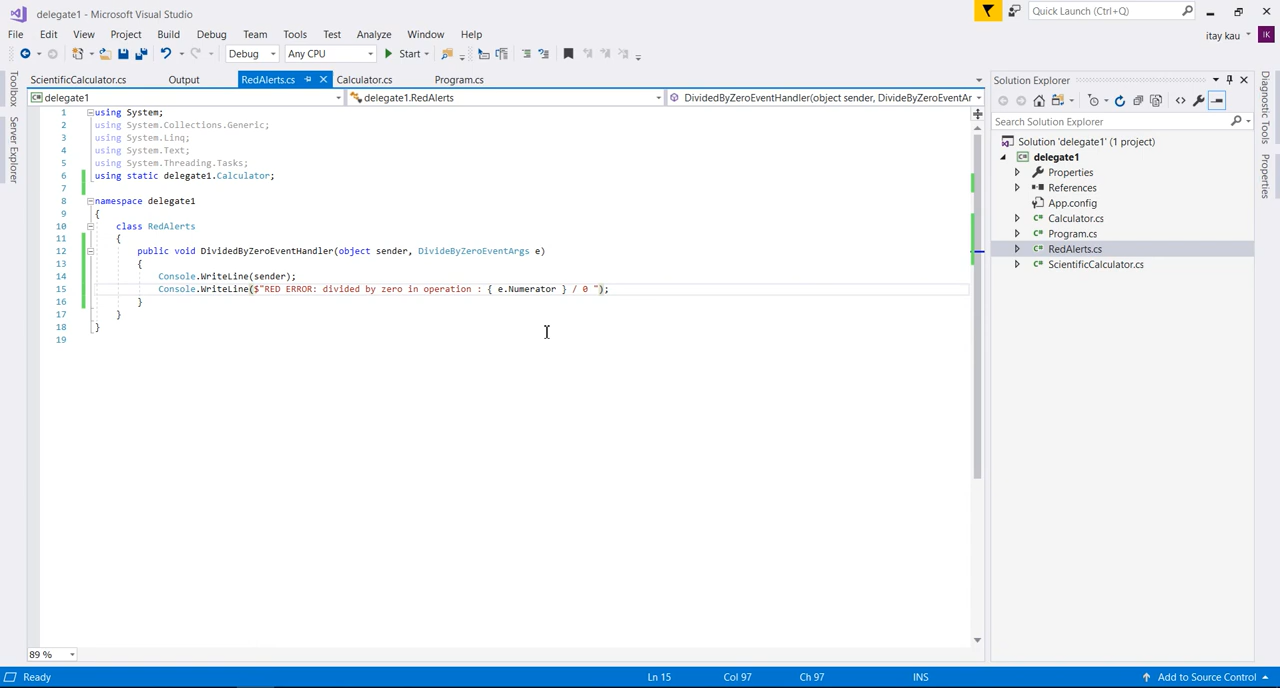 delegate1 - Microsoft Visual Studio
Quick Launch (Ctrl+Q)
File Edit View Project Build Debug Team Tools Test Analyze Window Help
itay kau IK
Debug Any CPU Start
ScientificCalculator.cs Output RedAlerts.cs Calculator.cs Program.cs
delegate1 delegate1.RedAlerts DividedByZeroEventHandler(object sender, DivideByZeroEventAr
Toolbox
Server Explorer
1 using System;
2 using System.Collections.Generic;
3 using System.Linq;
4 using System.Text;
5 using System.Threading.Tasks;
6 using static delegate1.Calculator;
7
8 namespace delegate1
9 {
10 class RedAlerts
11 {
12 public void DividedByZeroEventHandler(object sender, DivideByZeroEventArgs e)
13 {
14 Console.WriteLine(sender);
15 Console.WriteLine($"RED ERROR: divided by zero in operation : { e.Numerator } / 0 ");
16 }
17 }
18 }
19
89 %
Solution Explorer
Search Solution Explorer
Solution 'delegate1' (1 project)
delegate1
Properties
References
App.config
Calculator.cs
Program.cs
RedAlerts.cs
ScientificCalculator.cs
Diagnostic Tools
Properties
Ready Ln 15 Col 97 Ch 97 INS Add to Source Control